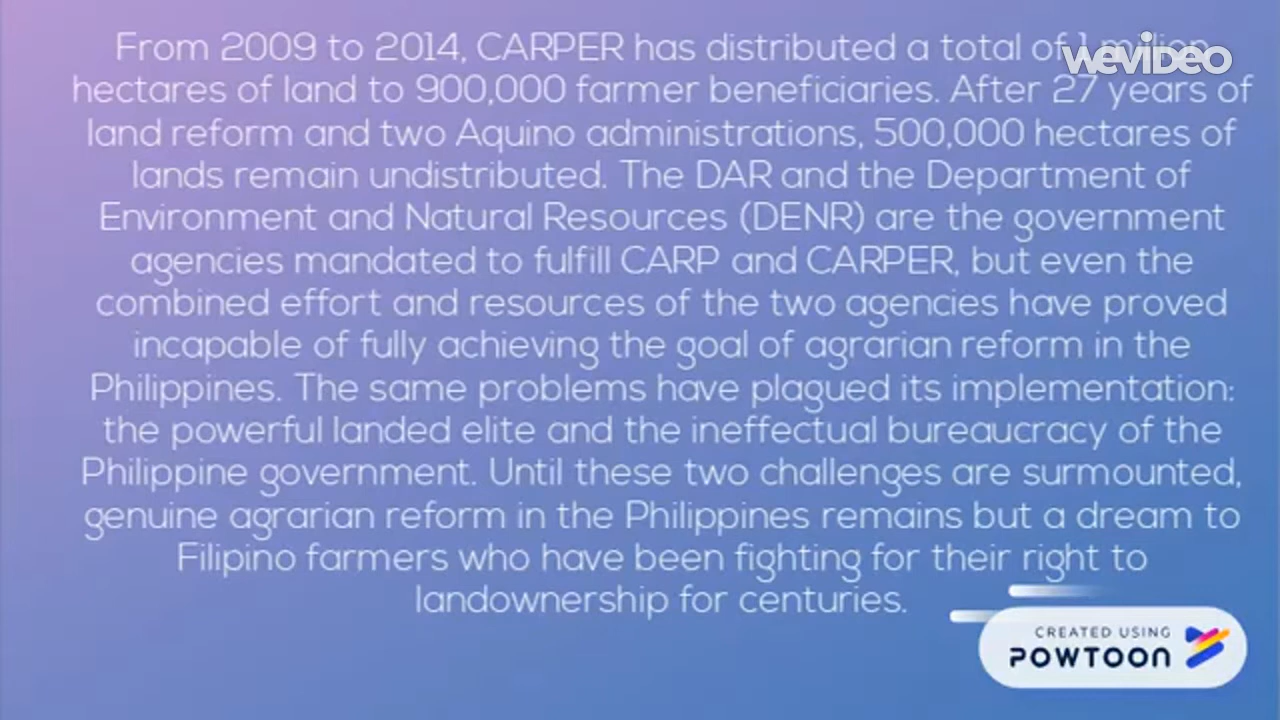 From 2009 to 2014, CARPER has distributed a total of 1 million
wevideo
hectares of land to 900,000 farmer beneficiaries. After 27 years of
land reform and two Aquino administrations, 500,000 hectares of
lands remain undistributed. The DAR and the Department of
Environment and Natural Resources (DENR) are the government
agencies mandated to fulfill CARP and CARPER, but even the
combined effort and resources of the two agencies have proved
incapable of fully achieving the goal of agrarian reform in the
Philippines. The same problems have plagued its implementation:
the powerful landed elite and the ineffectual bureaucracy of the
Philippine government. Until these two challenges are surmounted,
genuine agrarian reform in the Philippines remains but a dream to
Filipino farmers who have been fighting for their right to
landownership for centuries.
CREATED USING
POWTOON